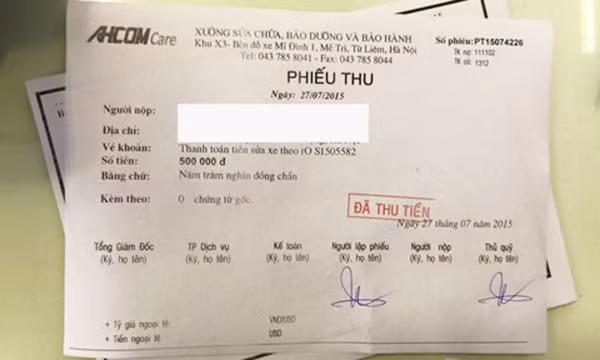 AHCOM Care
XƯỞNG SỬA CHỮA, BẢO DƯỠNG VÀ BẢO HÀNH
Khu X3- Bến đỗ xe Mĩ Đình 1, Mễ Trì, Từ Liêm, Hà Nội
Tel: 043 785 8041 - Fax: 043 785 8044
Số phiếu: PT15074226
TK nợ: 111102
TK có: 1312
PHIẾU THU
Ngày: 27/07/2015
Người nộp:
Địa chỉ:
Về khoản: Thanh toán tiền sửa xe theo rO S1505582
Số tiền: 500 000 đ
Bằng chữ: Năm trăm nghìn đồng chẵn
Kèm theo: 0 chứng từ gốc.
ĐÃ THU TIỀN
Ngày 27 tháng 07 năm 2015
Tổng Giám Đốc TP Dịch vụ Kế toán Người lập phiếu Người nộp Thủ quỹ
(Ký, họ tên) (Ký, họ tên) (Ký, họ tên) (Ký, họ tên) (Ký, họ tên) (Ký, họ tên)
+ Tỷ giá ngoại tệ: VND/USD
+ Tiền ngoại tệ: USD